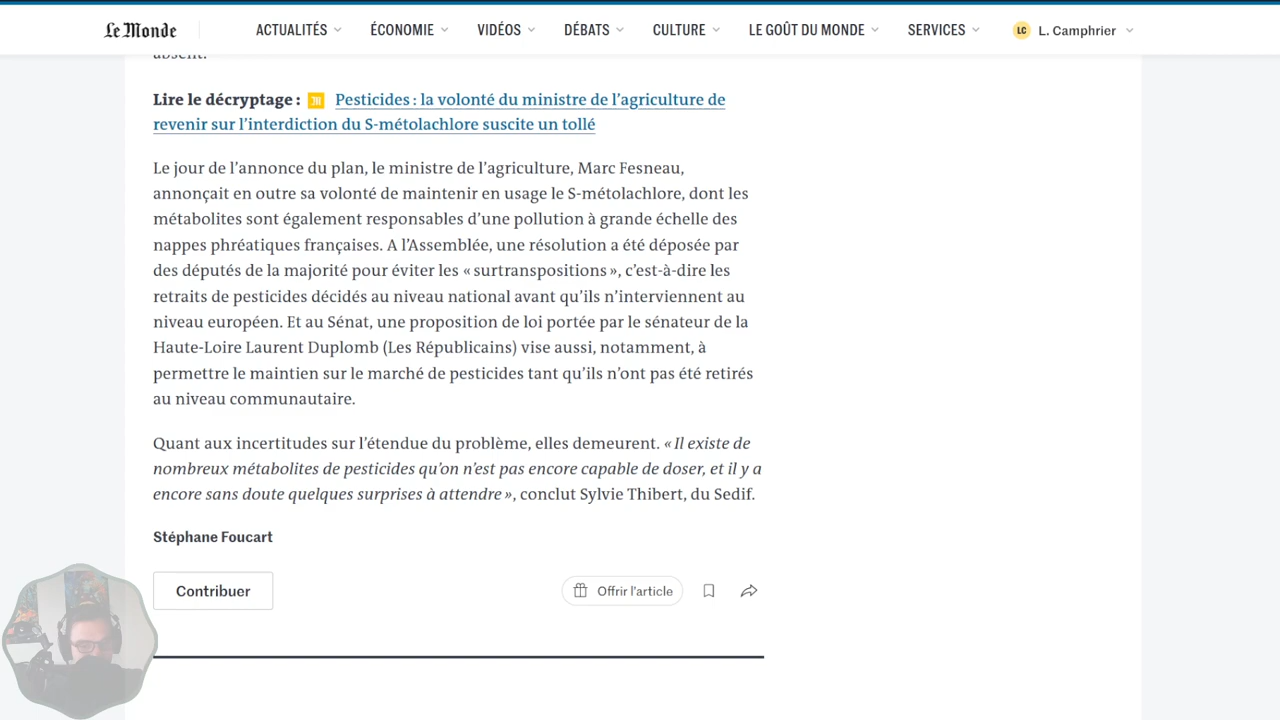 Le Monde
ACTUALITÉS
ÉCONOMIE
VIDÉOS
DÉBATS
CULTURE
LE GOÛT DU MONDE
SERVICES
LC
L. Camphrier
absent.
Lire le décryptage : Pesticides : la volonté du ministre de l’agriculture de
revenir sur l’interdiction du S-métolachlore suscite un tollé
Le jour de l’annonce du plan, le ministre de l’agriculture, Marc Fesneau,
annonçait en outre sa volonté de maintenir en usage le S-métolachlore, dont les
métabolites sont également responsables d’une pollution à grande échelle des
nappes phréatiques françaises. A l’Assemblée, une résolution a été déposée par
des députés de la majorité pour éviter les « surtranspositions », c’est-à-dire les
retraits de pesticides décidés au niveau national avant qu’ils n’interviennent au
niveau européen. Et au Sénat, une proposition de loi portée par le sénateur de la
Haute-Loire Laurent Duplomb (Les Républicains) vise aussi, notamment, à
permettre le maintien sur le marché de pesticides tant qu’ils n’ont pas été retirés
au niveau communautaire.
Quant aux incertitudes sur l’étendue du problème, elles demeurent. « Il existe de
nombreux métabolites de pesticides qu’on n’est pas encore capable de doser, et il y a
encore sans doute quelques surprises à attendre », conclut Sylvie Thibert, du Sedif.
Stéphane Foucart
Contribuer
Offrir l’article